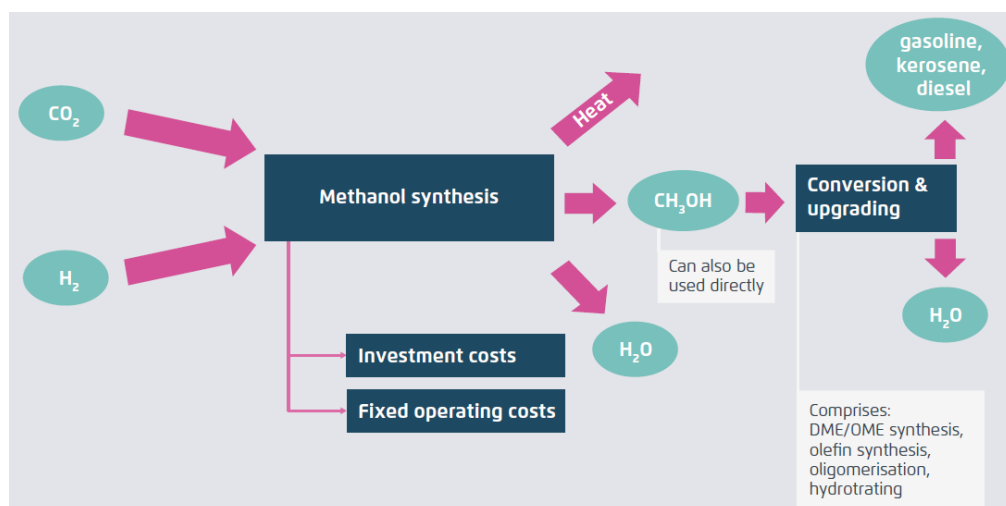 gasoline,
kerosene,
diesel
CO₂
Heat
Methanol synthesis
CH₃OH
Conversion &
upgrading
Can also be
used directly
H₂
H₂O
H₂O
Investment costs
Fixed operating costs
Comprises:
DME/OME synthesis,
olefin synthesis,
oligomerisation,
hydrotrating